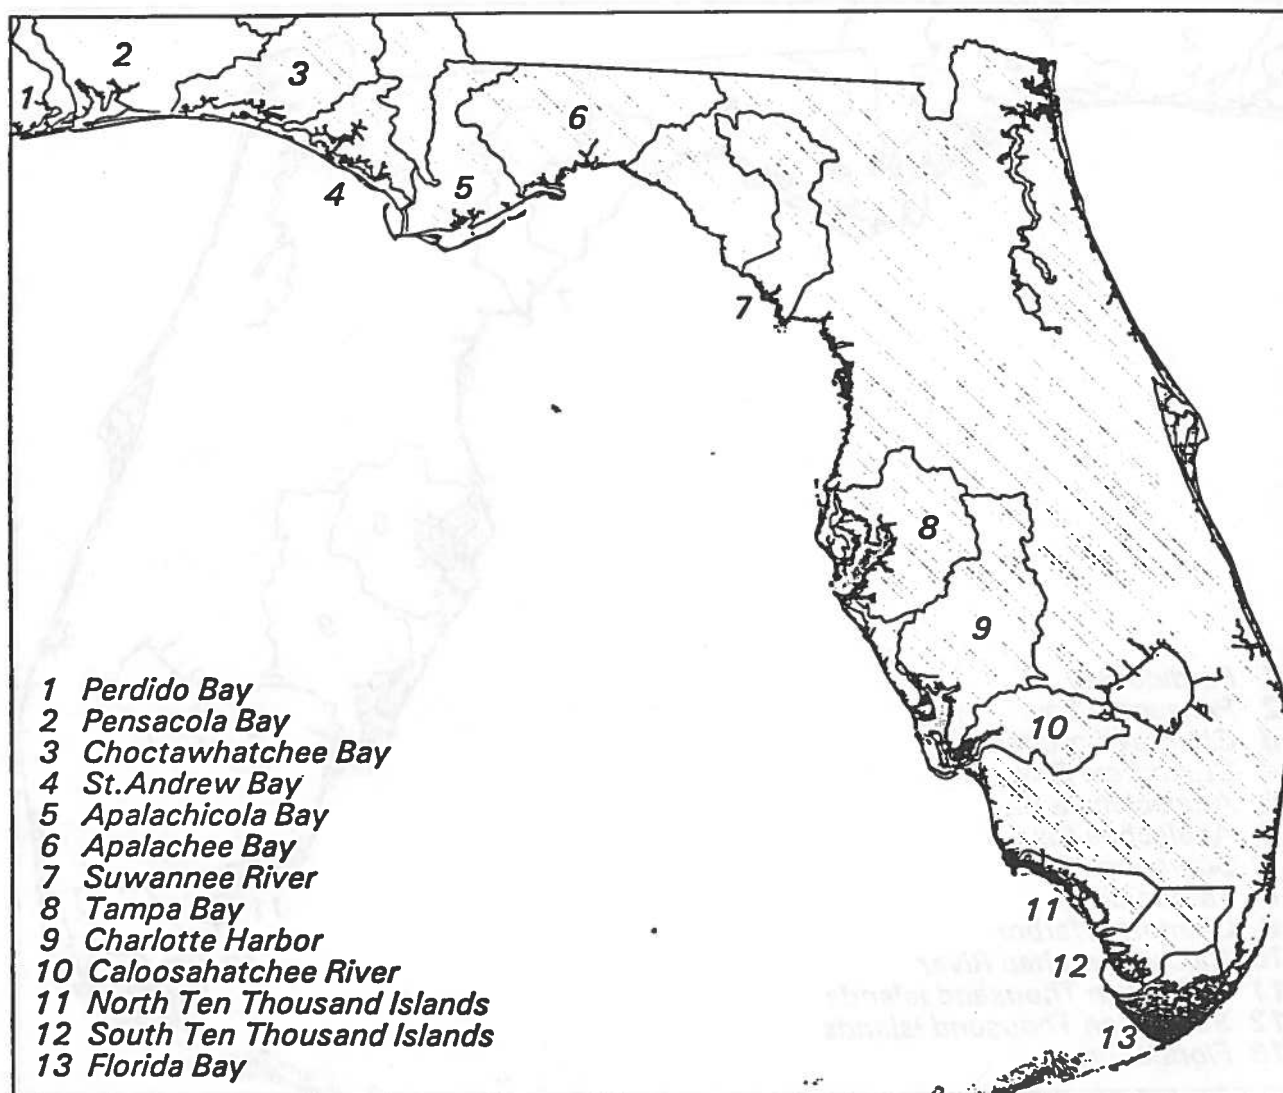 1
2
3
4
5
6
7
8
9
10
11
12
13
1 Perdido Bay
2 Pensacola Bay
3 Choctawhatchee Bay
4 St.Andrew Bay
5 Apalachicola Bay
6 Apalachee Bay
7 Suwannee River
8 Tampa Bay
9 Charlotte Harbor
10 Caloosahatchee River
11 North Ten Thousand Islands
12 South Ten Thousand Islands
13 Florida Bay